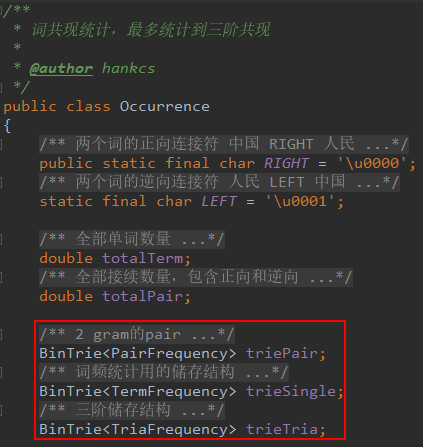 /**
* 词共现统计，最多统计到三阶共现
*
* @author hankcs
*/
public class Occurrence
{
/** 两个词的正向连接符 中国 RIGHT 人民 ...*/
public static final char RIGHT = '\u0000';
/** 两个词的逆向连接符 人民 LEFT 中国 ...*/
static final char LEFT = '\u0001';
/** 全部单词数量 ...*/
double totalTerm;
/** 全部接续数量，包含正向和逆向 ...*/
double totalPair;
/** 2 gram的pair ...*/
BinTrie<PairFrequency> triePair;
/** 词频统计用的储存结构 ...*/
BinTrie<TermFrequency> trieSingle;
/** 三阶储存结构 ...*/
BinTrie<TriaFrequency> trieTria;